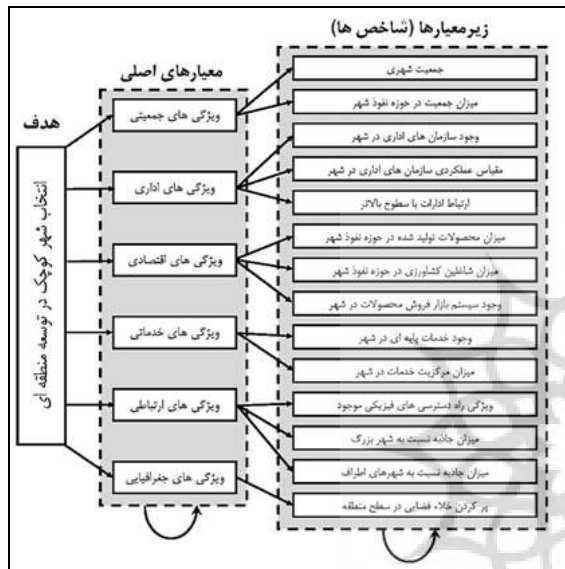 زیرمعیارها (شاخص ها)
معیارهای اصلی
هدف
انتخاب شهر کوچک در توسعه منطقه ای
ویژگی های جمعیتی
ویژگی های اداری
ویژگی های اقتصادی
ویژگی های خدماتی
ویژگی های ارتباطی
ویژگی های جغرافیایی
جمعیت شهری
میزان جمعیت در حوزه نفوذ شهر
وجود سازمان های اداری در شهر
مقیاس عملکردی سازمان های اداری در شهر
ارتباط ادارات با سطوح بالاتر
میزان محصولات تولید شده در حوزه نفوذ شهر
میزان شاغلین کشاورزی در حوزه نفوذ شهر
وجود سیستم بازار فروش محصولات در شهر
وجود خدمات پایه ای در شهر
میزان مرکزیت خدمات در شهر
ویژگی راه دسترسی های فیزیکی موجود
میزان جاذبه نسبت به شهر بزرگ
میزان جاذبه نسبت به شهرهای اطراف
پر کردن خلاء فضایی در سطح منطقه